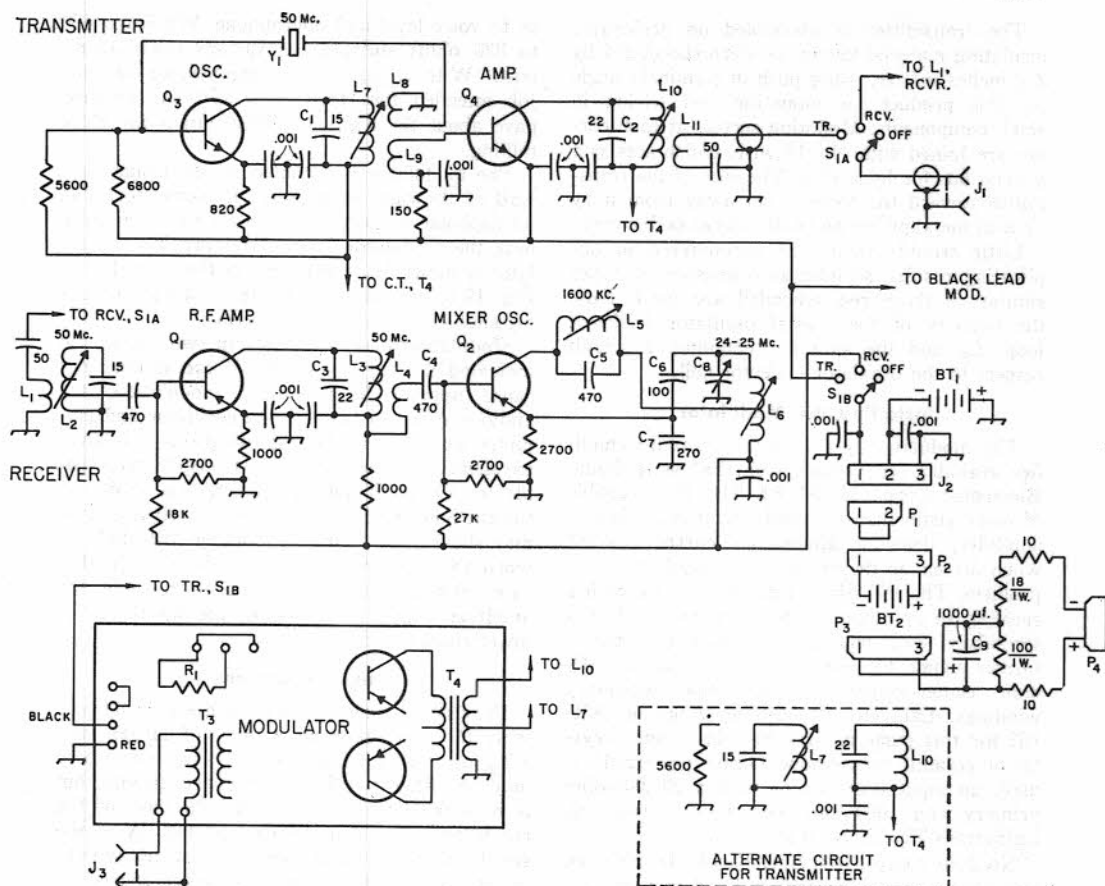 TRANSMITTER
50 Mc.
Y1
OSC.
Q3
C1
15
L7
L8
L9
Q4
AMP.
.001
.001
5600
6800
820
150
22
C2
L10
L11
.001
50
TO T4
TO C.T., T4
TO L1, RCVR.
RCV.
TR.
OFF
S1A
J1
TO BLACK LEAD MOD.
TO RCV., S1A
50 Mc.
50
15
L1
L2
470
R.F. AMP.
Q1
.001
C3
22
50 Mc.
L3
L4
C4
470
MIXER OSC.
Q2
1600 KC.
L5
C5
470
C6
100
C7
270
24-25 Mc.
C8
L6
.001
RECEIVER
2700
1000
18K
1000
2700
27K
2700
TR.
RCV.
OFF
S1B
BT1
.001
.001
1 2 3
J2
1 2
P1
3
P2
BT2
P3
1 3
1000 μf.
C9
10
18
1W.
100
1W.
10
P4
TO TR., S1B
R1
BLACK
RED
T3
MODULATOR
T4
TO L10
TO L7
J3
5600
15
L7
22
L10
.001
TO T4
ALTERNATE CIRCUIT
FOR TRANSMITTER